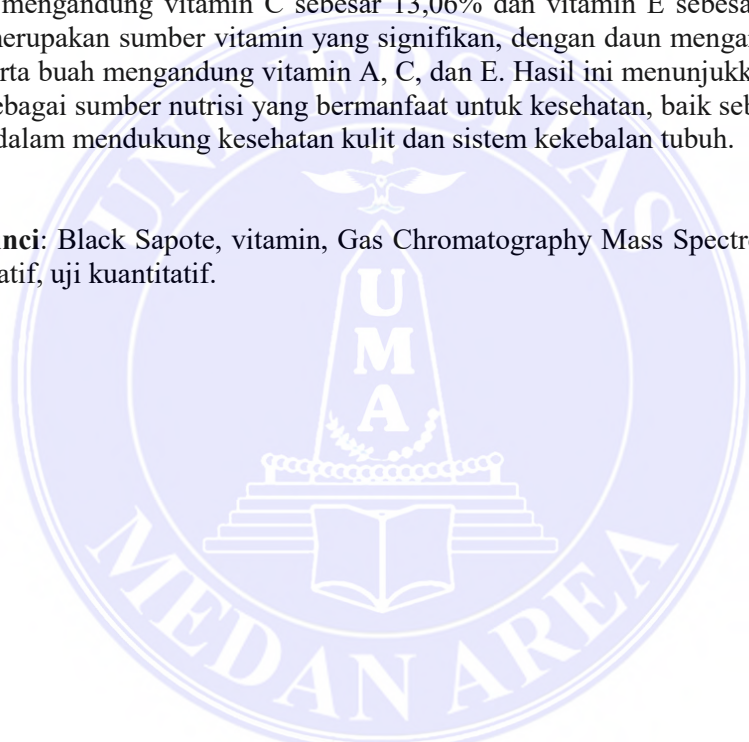 mengandung vitamin C sebesar 13,06% dan vitamin E sebesa
merupakan sumber vitamin yang signifikan, dengan daun menga
rta buah mengandung vitamin A, C, dan E. Hasil ini menunjukk
ebagai sumber nutrisi yang bermanfaat untuk kesehatan, baik seb
dalam mendukung kesehatan kulit dan sistem kekebalan tubuh.
nci: Black Sapote, vitamin, Gas Chromatography Mass Spectro
atif, uji kuantitatif.
UNIVERSITAS
UMA
MEDAN AREA